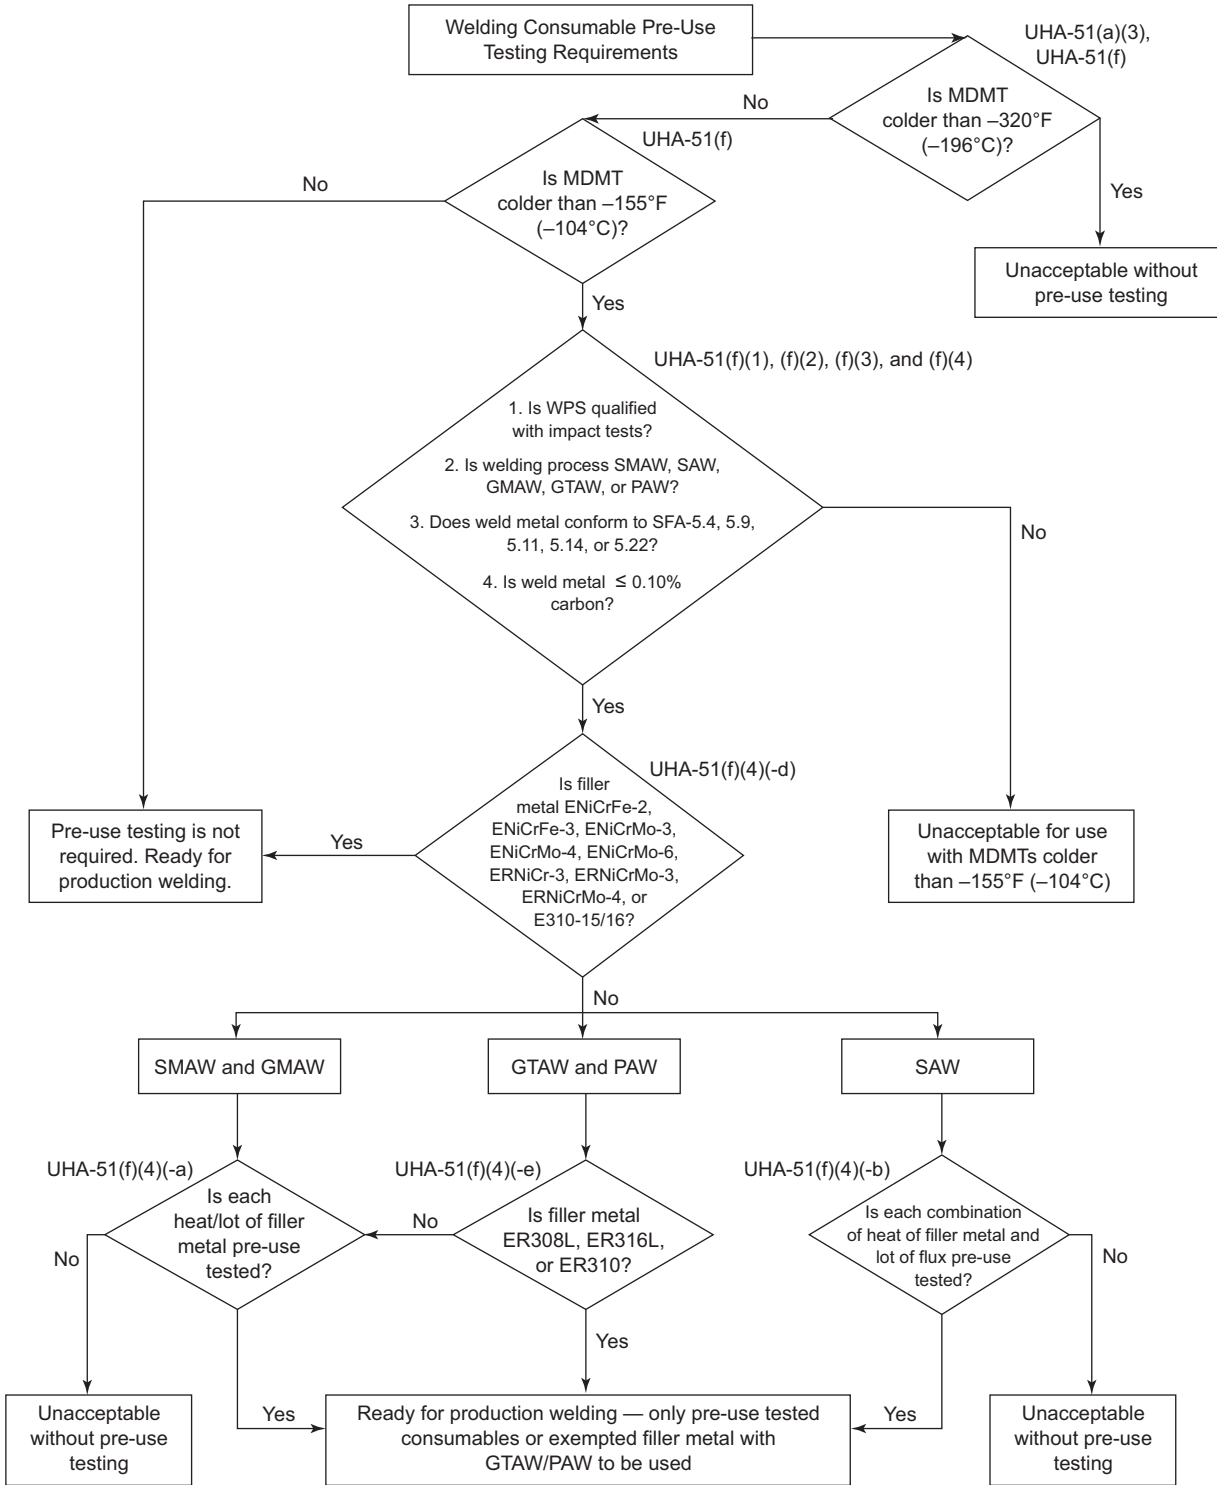 Welding Consumable Pre-Use
Testing Requirements
UHA-51(a)(3),
UHA-51(f)
Is MDMT
colder than –320°F
(–196°C)?
No
Yes
Unacceptable without
pre-use testing
UHA-51(f)
Is MDMT
colder than –155°F
(–104°C)?
No
Yes
UHA-51(f)(1), (f)(2), (f)(3), and (f)(4)
1. Is WPS qualified
with impact tests?
2. Is welding process SMAW, SAW,
GMAW, GTAW, or PAW?
3. Does weld metal conform to SFA-5.4, 5.9,
5.11, 5.14, or 5.22?
4. Is weld metal ≤ 0.10%
carbon?
No
Yes
UHA-51(f)(4)(-d)
Is filler
metal ENiCrFe-2,
ENiCrFe-3, ENiCrMo-3,
ENiCrMo-4, ENiCrMo-6,
ERNiCr-3, ERNiCrMo-3,
ERNiCrMo-4, or
E310-15/16?
Yes
Pre-use testing is not
required. Ready for
production welding.
Unacceptable for use
with MDMTs colder
than –155°F (–104°C)
No
SMAW and GMAW
GTAW and PAW
SAW
UHA-51(f)(4)(-a)
Is each
heat/lot of filler
metal pre-use
tested?
No
UHA-51(f)(4)(-e)
Is filler metal
ER308L, ER316L,
or ER310?
No
Yes
UHA-51(f)(4)(-b)
Is each combination
of heat of filler metal and
lot of flux pre-use
tested?
No
Unacceptable
without pre-use
testing
Yes
Ready for production welding — only pre-use tested
consumables or exempted filler metal with
GTAW/PAW to be used
Yes
Unacceptable
without pre-use
testing